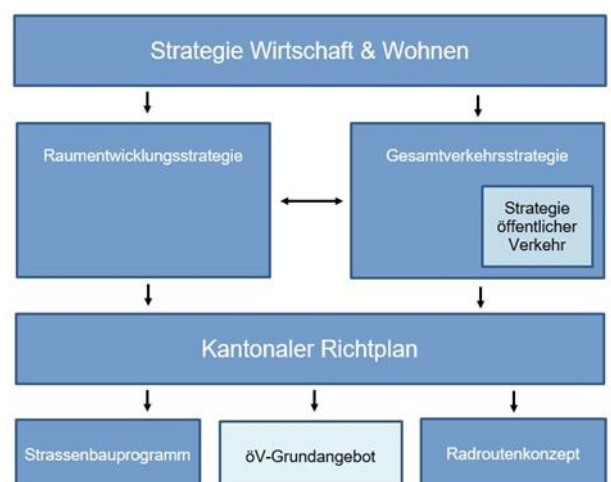 Strategie Wirtschaft & Wohnen
Raumentwicklungsstrategie
Gesamtverkehrsstrategie
Strategie
öffentlicher
Verkehr
Kantonaler Richtplan
Strassenbauprogramm
öV-Grundangebot
Radroutenkonzept